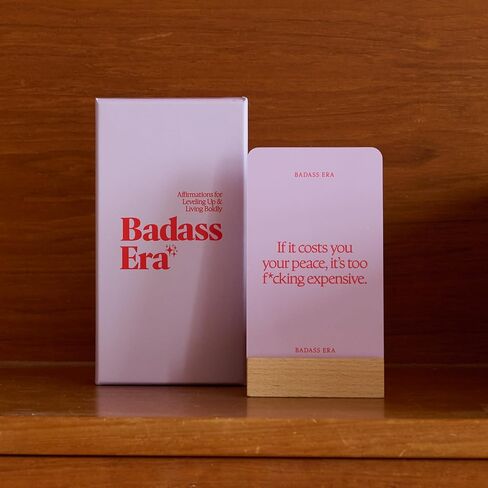 Affirmations for
Leveling Up &
Living Boldly
Badass
Era
BADASS ERA
If it costs you
your peace, it's too
f*cking expensive.
BADASS ERA